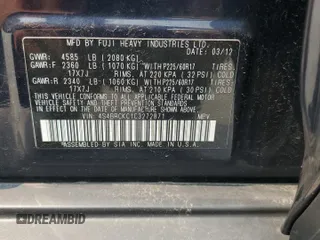 MFD BY FUJI HEAVY INDUSTRIES LTD.
DATE: 03/12
GVWR: 4585 LB (2080 KG)
GAWR:F 2360 LB (1070 KG) WITH P225/60R17 TIRES,
17X7J RIMS, AT 220 KPA (32 PSI) COLD
GAWR:R 2340 LB (1060 KG) WITH P225/60R17 TIRES,
17X7J RIMS, AT 210 KPA (30 PSI) COLD
THIS VEHICLE CONFORMS TO ALL APPLICABLE
FEDERAL MOTOR VEHICLE SAFETY
STANDARDS IN EFFECT ON THE DATE OF
MANUFACTURE SHOWN ABOVE.
VIN: MPV
ASSEMBLED BY SIA INC. MADE IN U.S.A.
DREAMBID